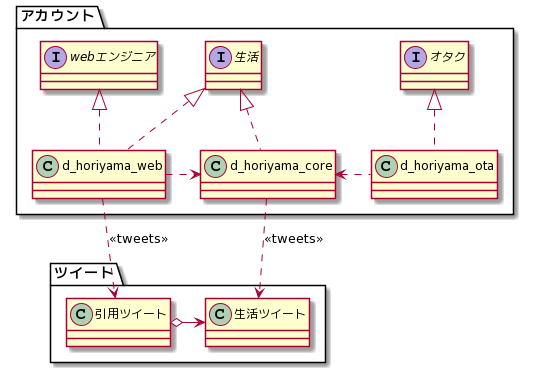 アカウント
I webエンジニア
I 生活
I オタク
C d_horiyama_web
C d_horiyama_core
C d_horiyama_ota
«tweets»
«tweets»
ツイート
C 引用ツイート
C 生活ツイート